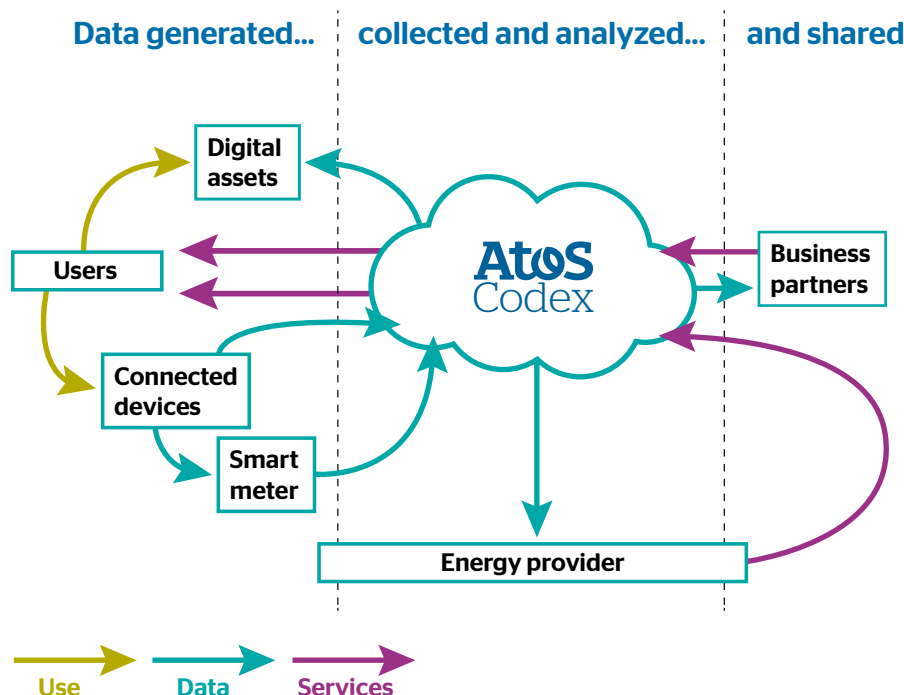 Data generated...
collected and analyzed...
and shared
Digital
assets
Users
Connected
devices
Smart
meter
Atos
Codex
Business
partners
Energy provider
Use
Data
Services